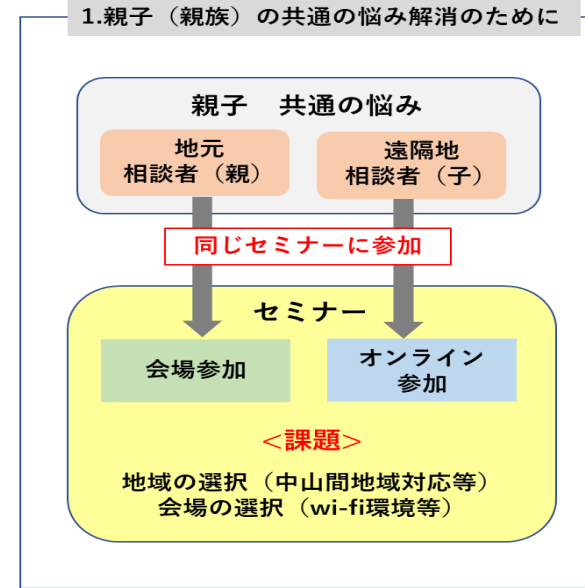 1.親子（親族）の共通の悩み解消のために
親子　共通の悩み
地元
相談者（親）
遠隔地
相談者（子）
同じセミナーに参加
セミナー
会場参加
オンライン
参加
<課題>
地域の選択（中山間地域対応等）
会場の選択（wi-fi環境等）